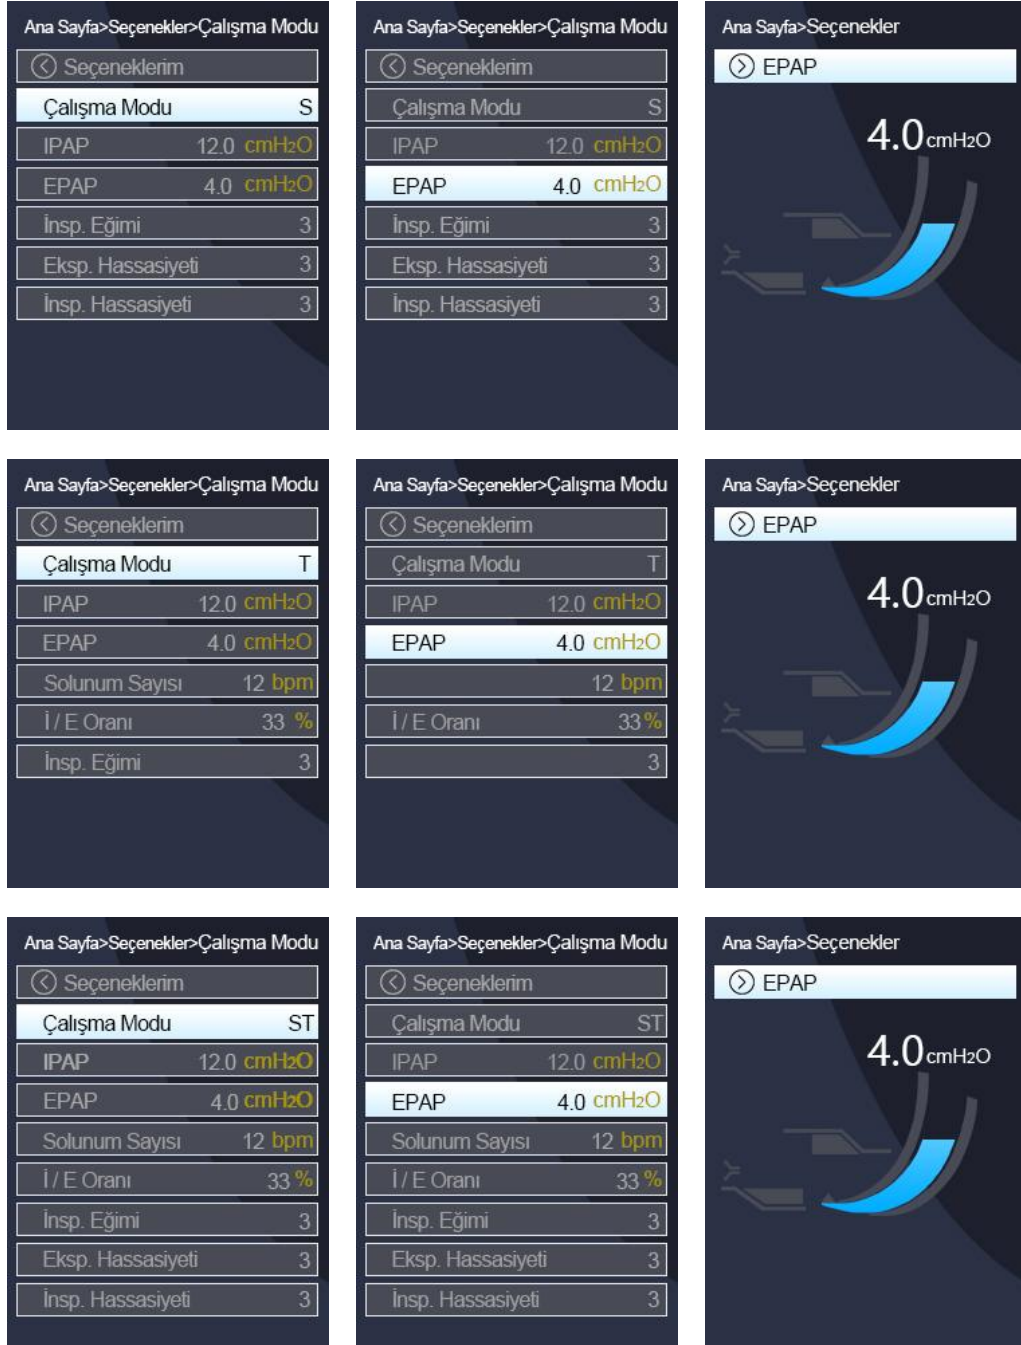 Ana Sayfa>Seçenekler>Çalışma Modu
Seçeneklerim
Çalışma Modu S
IPAP 12.0 cmH2O
EPAP 4.0 cmH2O
İnsp. Eğimi 3
Eksp. Hassasiyeti 3
İnsp. Hassasiyeti 3
Ana Sayfa>Seçenekler>Çalışma Modu
Seçeneklerim
Çalışma Modu S
IPAP 12.0 cmH2O
EPAP 4.0 cmH2O
İnsp. Eğimi 3
Eksp. Hassasiyeti 3
İnsp. Hassasiyeti 3
Ana Sayfa>Seçenekler
EPAP
4.0 cmH2O
Ana Sayfa>Seçenekler>Çalışma Modu
Seçeneklerim
Çalışma Modu T
IPAP 12.0 cmH2O
EPAP 4.0 cmH2O
Solunum Sayısı 12 bpm
İ / E Oranı 33 %
İnsp. Eğimi 3
Ana Sayfa>Seçenekler>Çalışma Modu
Seçeneklerim
Çalışma Modu T
IPAP 12.0 cmH2O
EPAP 4.0 cmH2O
12 bpm
İ / E Oranı 33 %
3
Ana Sayfa>Seçenekler
EPAP
4.0 cmH2O
Ana Sayfa>Seçenekler>Çalışma Modu
Seçeneklerim
Çalışma Modu ST
IPAP 12.0 cmH2O
EPAP 4.0 cmH2O
Solunum Sayısı 12 bpm
İ / E Oranı 33 %
İnsp. Eğimi 3
Eksp. Hassasiyeti 3
İnsp. Hassasiyeti 3
Ana Sayfa>Seçenekler>Çalışma Modu
Seçeneklerim
Çalışma Modu ST
IPAP 12.0 cmH2O
EPAP 4.0 cmH2O
Solunum Sayısı 12 bpm
İ / E Oranı 33 %
İnsp. Eğimi 3
Eksp. Hassasiyeti 3
İnsp. Hassasiyeti 3
Ana Sayfa>Seçenekler
EPAP
4.0 cmH2O